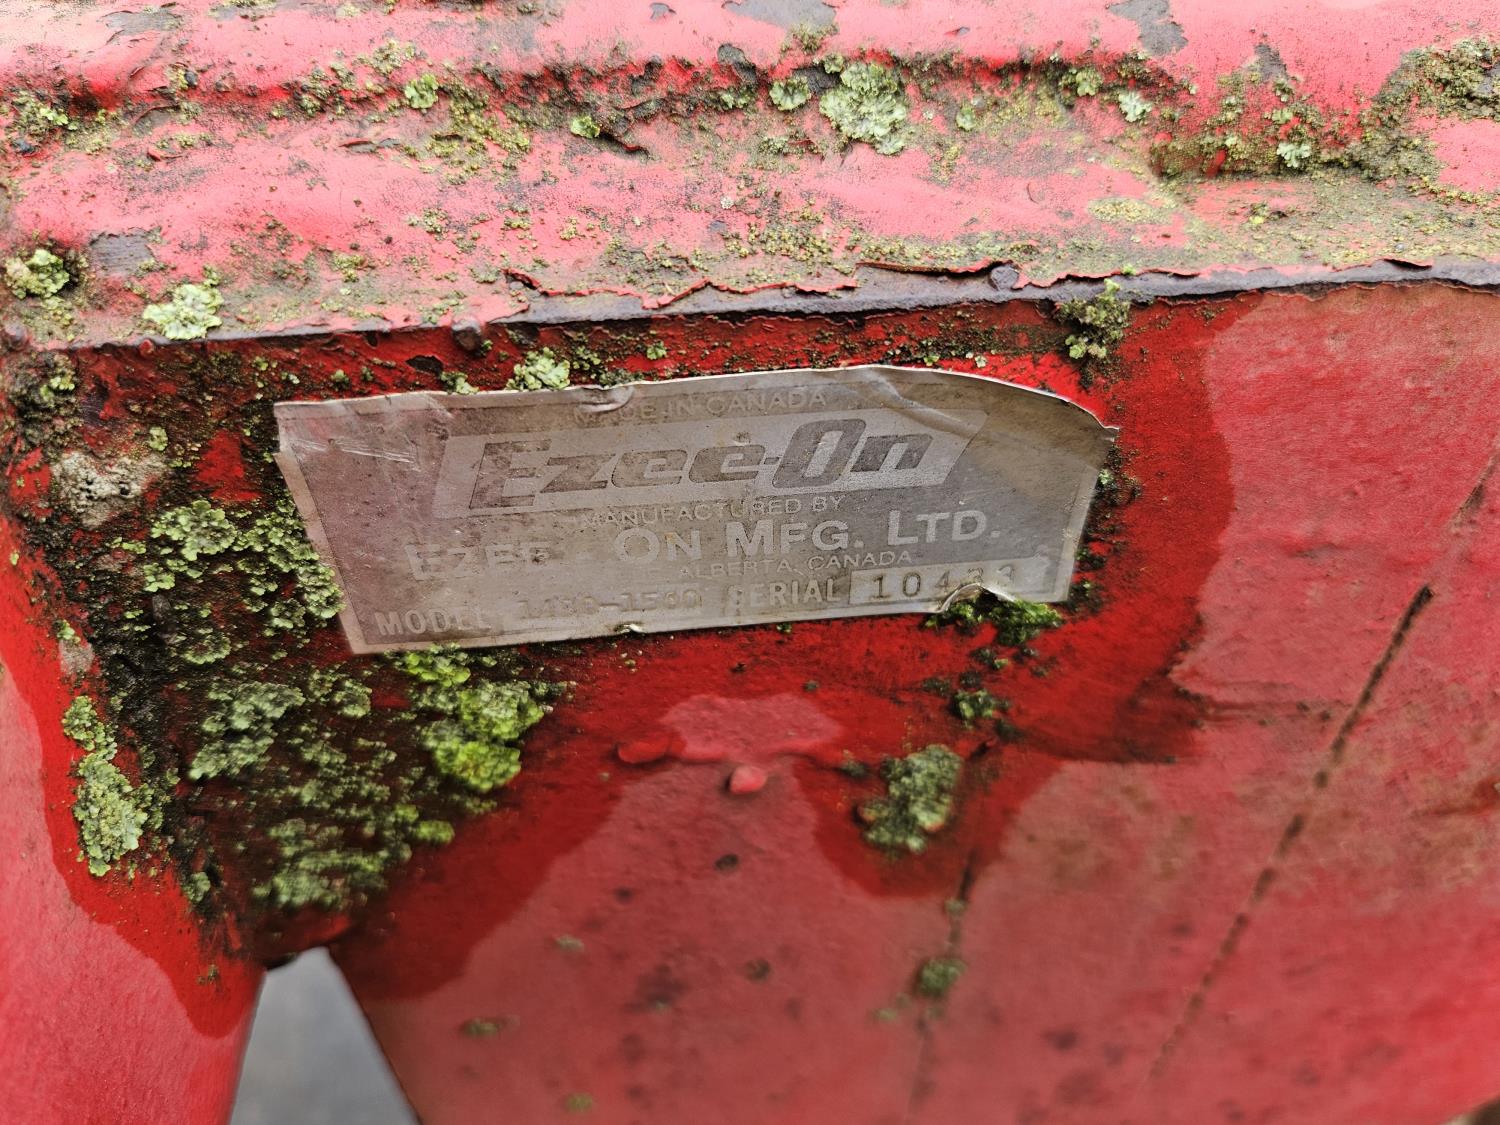 MADE IN CANADA
Ezee-On
MANUFACTURED BY
EZEE ON MFG. LTD.
ALBERTA, CANADA
MODEL SERIAL